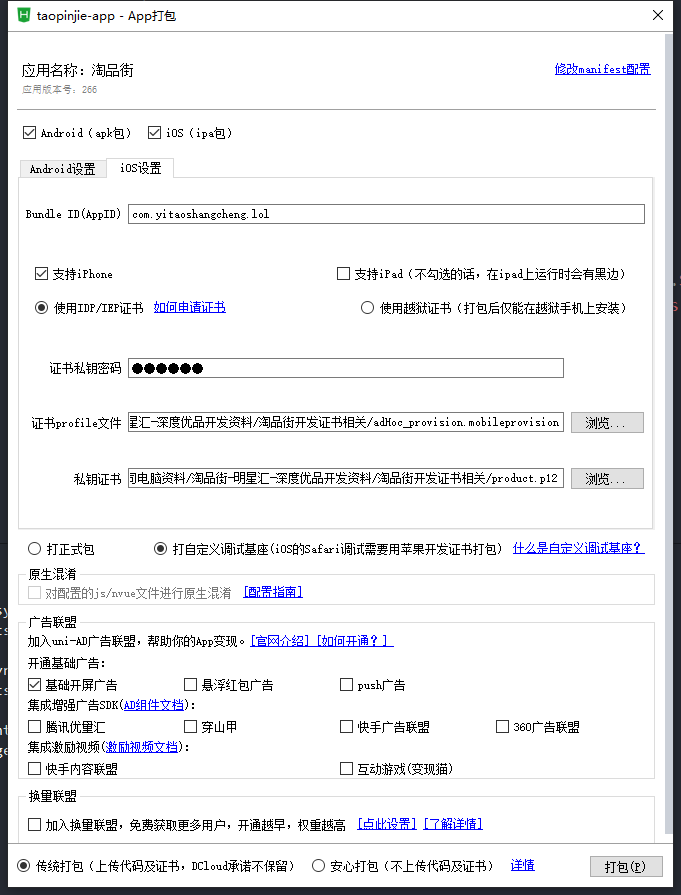 taopinjie-app - App打包
应用名称：淘品街
修改manifest配置
应用版本号：266
Android（apk包） iOS（ipa包）
Android设置 iOS设置
Bundle ID(AppID) com.yitaoshangcheng.lol
支持iPhone 支持iPad（不勾选的话，在ipad上运行时会有黑边）
使用IDP/IEP证书 如何申请证书 使用越狱证书（打包后仅能在越狱手机上安装）
证书私钥密码 ●●●●●●
证书profile文件 星汇-深度优品开发资料/淘品街开发证书相关/adHoc_provision.mobileprovision 浏览...
私钥证书 司电脑资料/淘品街-明星汇-深度优品开发资料/淘品街开发证书相关/product.p12 浏览...
打正式包 打自定义调试基座(iOS的Safari调试需要用苹果开发证书打包) 什么是自定义调试基座？
原生混淆
对配置的js/nvue文件进行原生混淆 [配置指南]
广告联盟
加入uni-AD广告联盟，帮助你的App变现。[官网介绍] [如何开通？]
开通基础广告：
基础开屏广告 悬浮红包广告 push广告
集成增强广告SDK(AD组件文档)：
腾讯优量汇 穿山甲 快手广告联盟 360广告联盟
集成激励视频(激励视频文档)：
快手内容联盟 互动游戏(变现猫)
换量联盟
加入换量联盟，免费获取更多用户，开通越早，权重越高 [点此设置] [了解详情]
传统打包（上传代码及证书，DCloud承诺不保留） 安心打包（不上传代码及证书） 详情 打包(P)